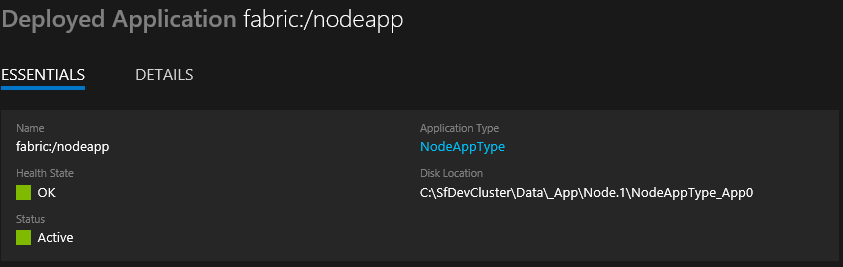 Deployed Application fabric:/nodeapp
ESSENTIALS DETAILS
Name
fabric:/nodeapp
Application Type
NodeAppType
Health State
OK
Disk Location
C:\SfDevCluster\Data\_App\Node.1\NodeAppType_App0
Status
Active